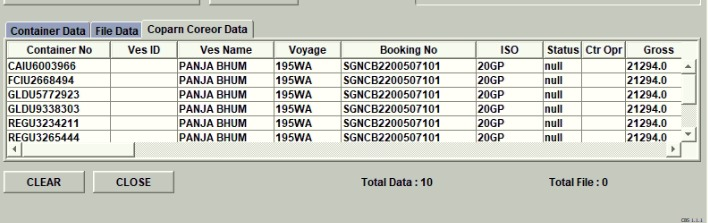 Container Data File Data Coparn Coreor Data
Container No Ves ID Ves Name Voyage Booking No ISO Status Ctr Opr Gross
CAIU6003966 PANJA BHUM 195WA SGNCB2200507101 20GP null 21294.0
FCIU2668494 PANJA BHUM 195WA SGNCB2200507101 20GP null 21294.0
GLDU5772923 PANJA BHUM 195WA SGNCB2200507101 20GP null 21294.0
GLDU9338303 PANJA BHUM 195WA SGNCB2200507101 20GP null 21294.0
REGU3234211 PANJA BHUM 195WA SGNCB2200507101 20GP null 21294.0
REGU3265444 PANJA BHUM 195WA SGNCB2200507101 20GP null 21294.0
CLEAR CLOSE Total Data : 10 Total File : 0